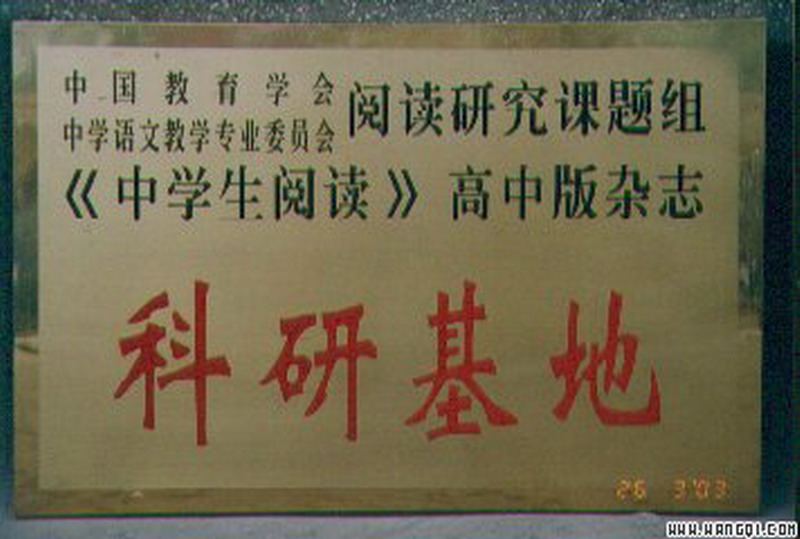 中国教育学会
中学语文教学专业委员会
阅读研究课题组
《中学生阅读》高中版杂志
科研基地
26 3'03
WWW.WANGQI.COM